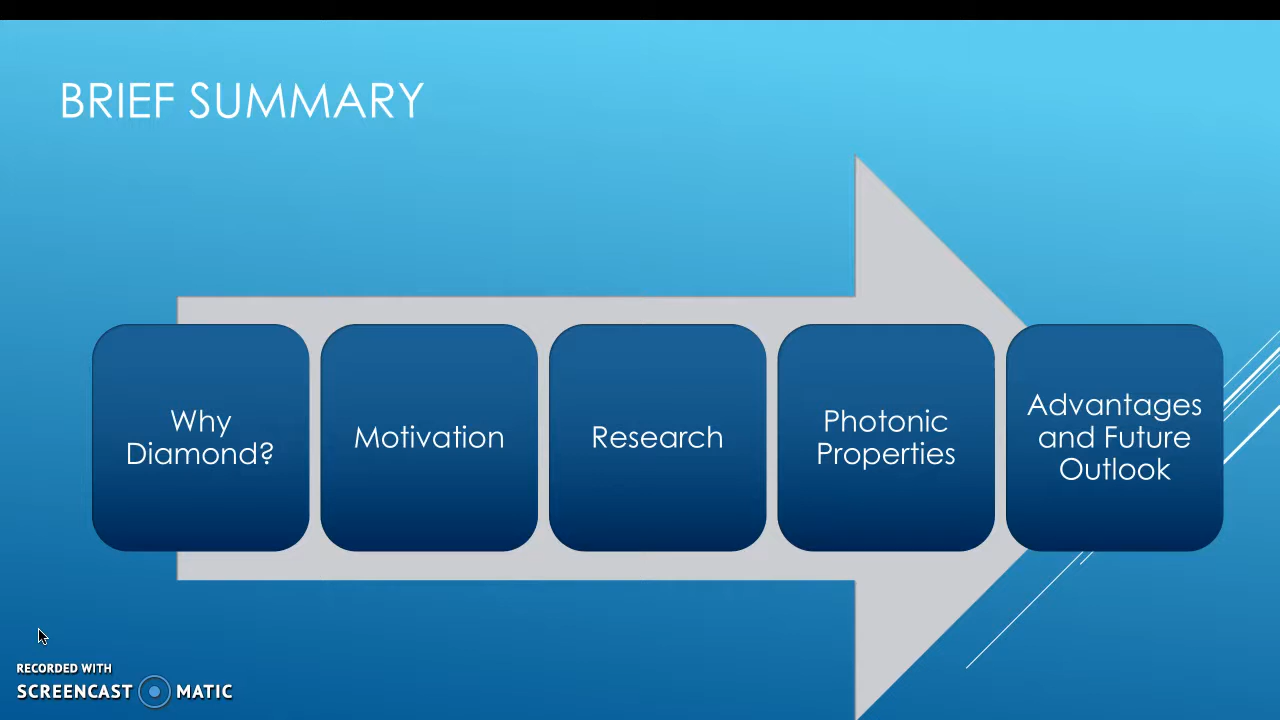 BRIEF SUMMARY
Why
Diamond?
Motivation
Research
Photonic
Properties
Advantages
and Future
Outlook
RECORDED WITH
SCREENCAST MATIC